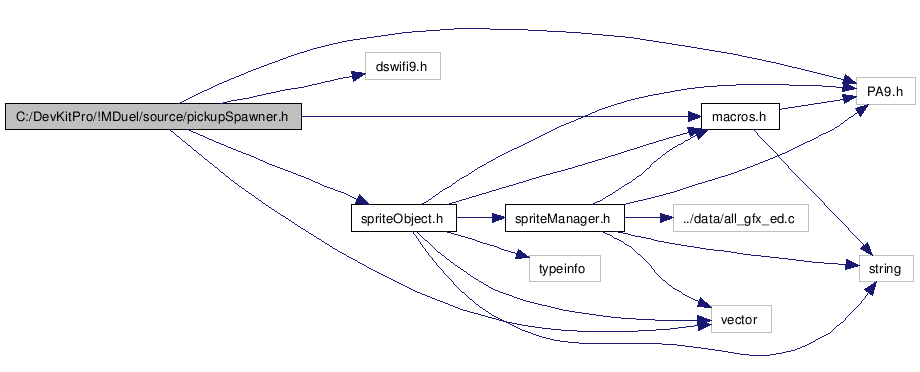 dswifi9.h
PA9.h
C:/DevKitPro/!MDuel/source/pickupSpawner.h
macros.h
spriteObject.h
spriteManager.h
../data/all_gfx_ed.c
typeinfo
string
vector